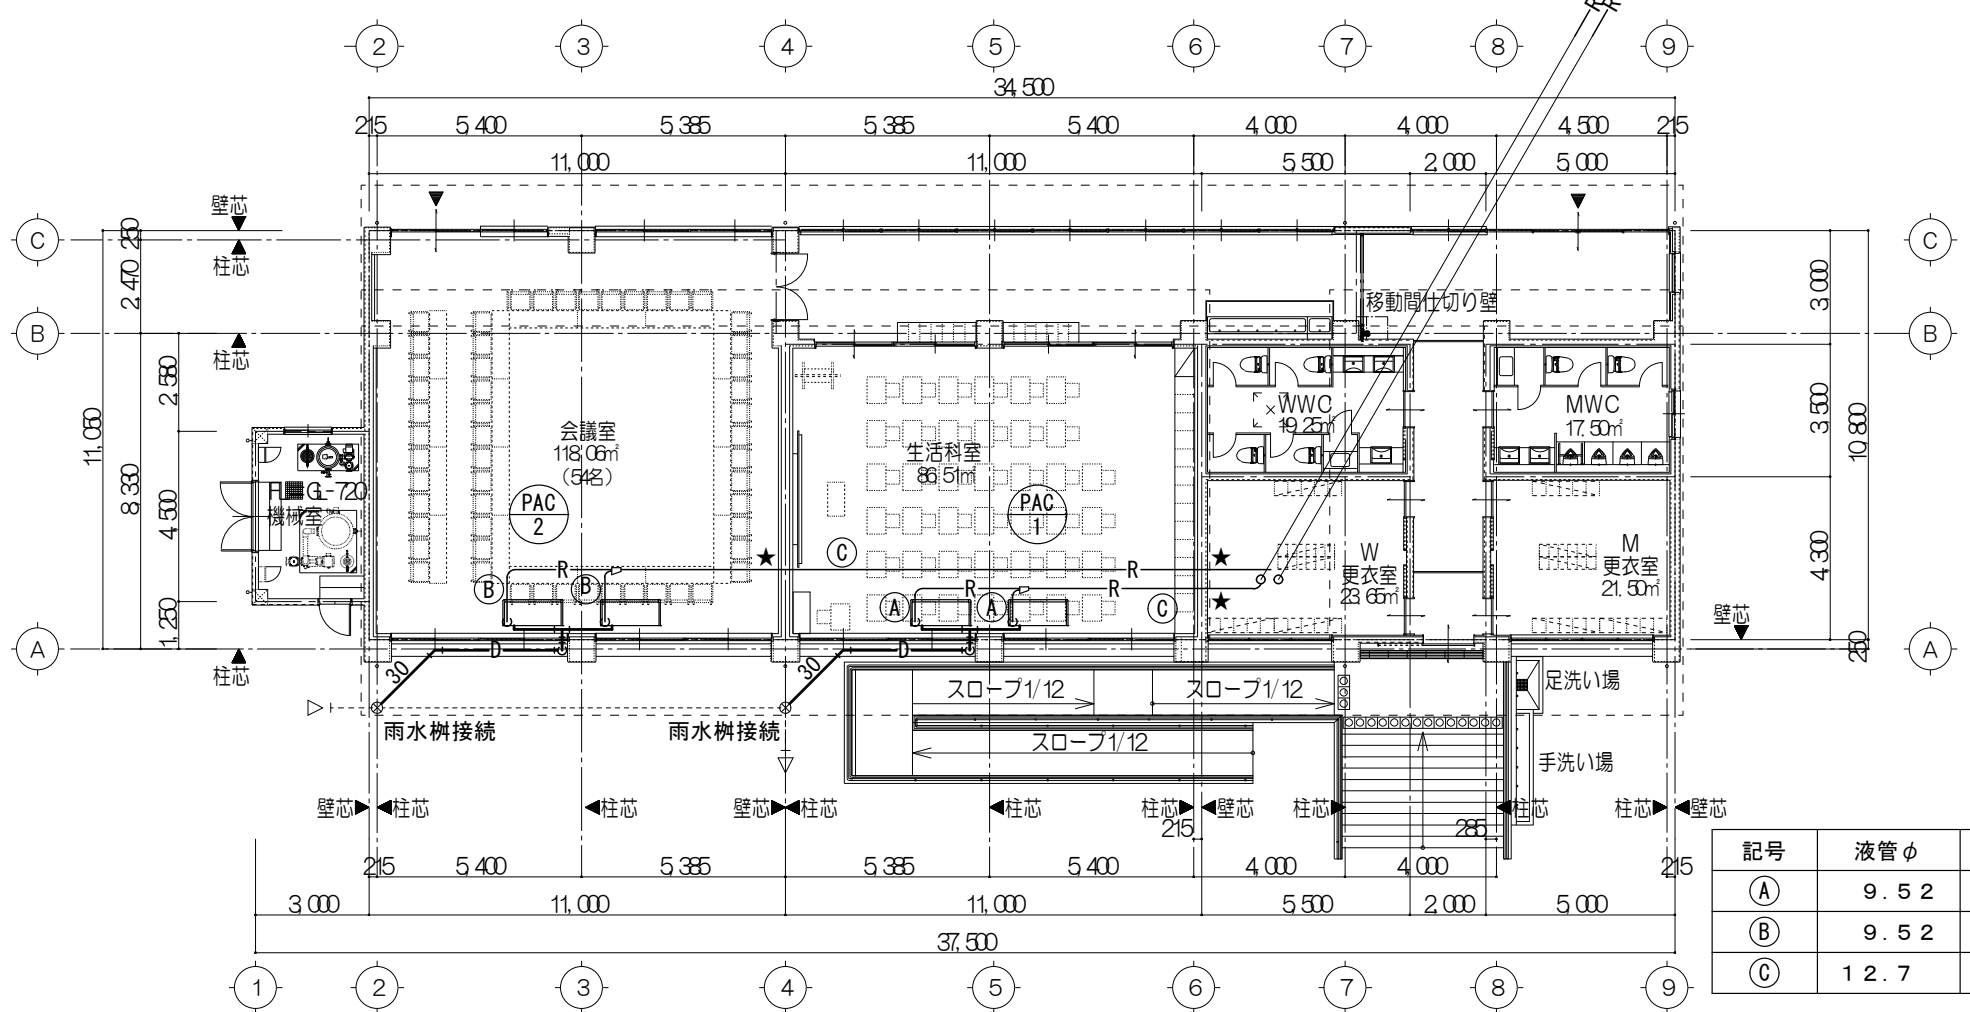 2 3 4 5 6 7 8 9
R
R
34,500
215 5,400 5,385 5,385 5,400 4,000 4,000 4,500 215
11,000 11,000 5,500 2,000 5,000
壁芯
C C
柱芯
250
2,470
3,000
移動間仕切り壁
B B
柱芯
2,580
11,050
8,330
4,500
1,250
3,500
10,800
4,300
250
会議室
118.06㎡
(54名)
生活科室
86.51㎡
WWC
19.25㎡
MWC
17.50㎡
機械室
PAC
2
PAC
1
C
★
★
★
W
更衣室
23.65㎡
M
更衣室
21.50㎡
B R B R
A R A R C
壁芯
A A
柱芯
30 D 30 D
雨水桝接続 雨水桝接続
スロープ1/12 スロープ1/12
スロープ1/12
足洗い場
手洗い場
壁芯 柱芯 柱芯 壁芯 柱芯 柱芯 柱芯 壁芯 柱芯 柱芯 柱芯 壁芯
215 285
215 5,400 5,385 5,385 5,400 4,000 4,000 215
3,000 11,000 11,000 5,500 2,000 5,000
37,500
1 2 3 4 5 6 7 8 9
記号 液管φ
A 9.52
B 9.52
C 12.7